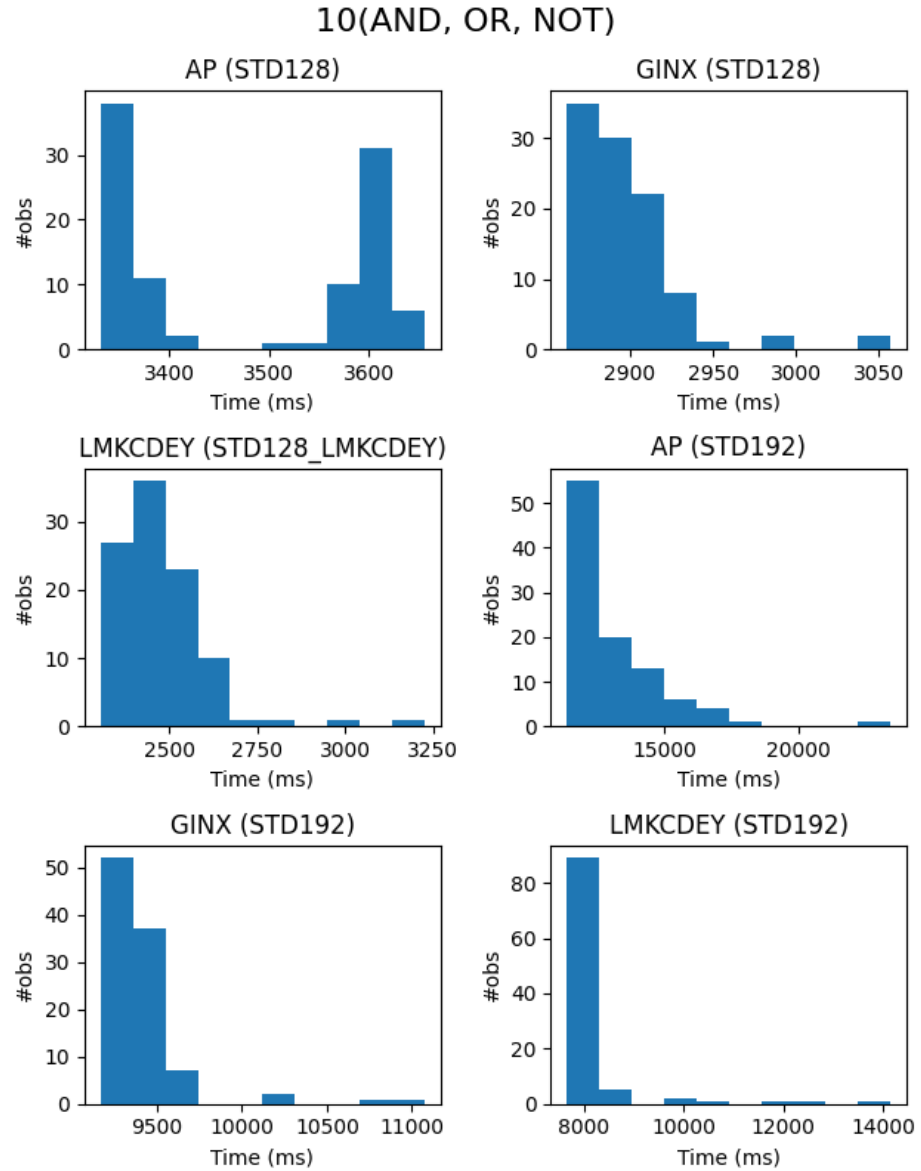 10(AND, OR, NOT)
AP (STD128)
#obs
30
20
10
0
3400 3500 3600
Time (ms)
GINX (STD128)
#obs
30
20
10
0
2900 2950 3000 3050
Time (ms)
LMKCDEY (STD128_LMKCDEY)
#obs
30
20
10
0
2500 2750 3000 3250
Time (ms)
AP (STD192)
#obs
50
40
30
20
10
0
15000 20000
Time (ms)
GINX (STD192)
#obs
50
40
30
20
10
0
9500 10000 10500 11000
Time (ms)
LMKCDEY (STD192)
#obs
80
60
40
20
0
8000 10000 12000 14000
Time (ms)